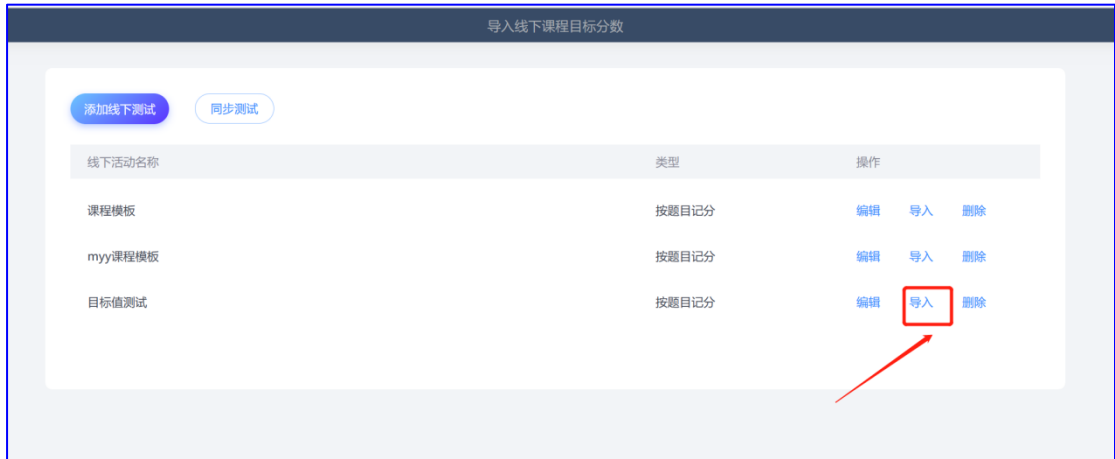 导入线下课程目标分数
添加线下测试 同步测试
线下活动名称 类型 操作
课程模板 按题目记分 编辑 导入 删除
myy课程模板 按题目记分 编辑 导入 删除
目标值测试 按题目记分 编辑 导入 删除